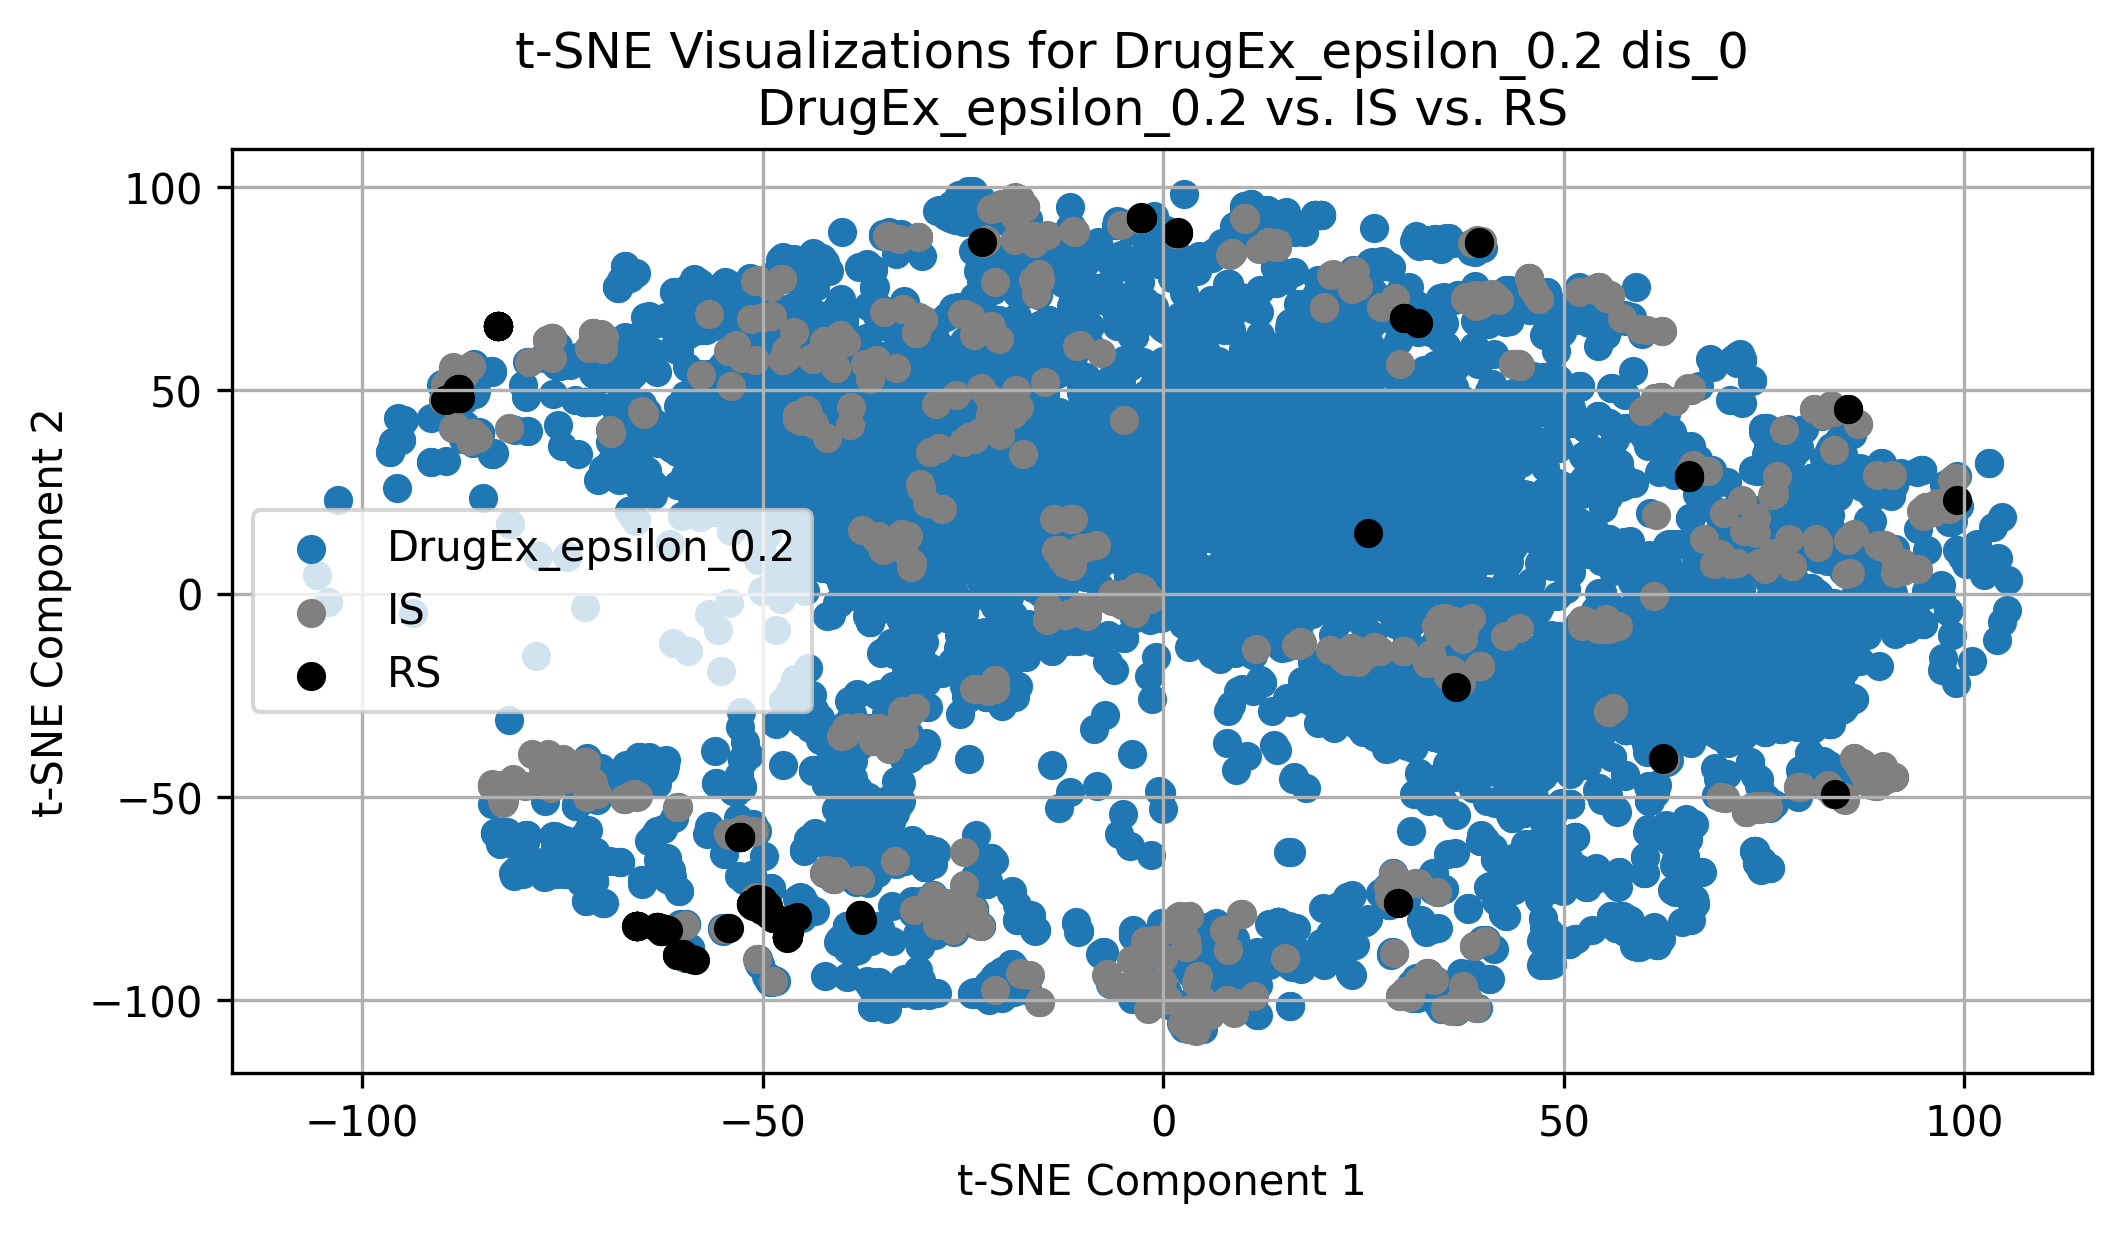 t-SNE Visualizations for DrugEx_epsilon_0.2 dis_0
DrugEx_epsilon_0.2 vs. IS vs. RS
t-SNE Component 2
100
50
0
−50
−100
DrugEx_epsilon_0.2
IS
RS
−100
−50
0
50
100
t-SNE Component 1